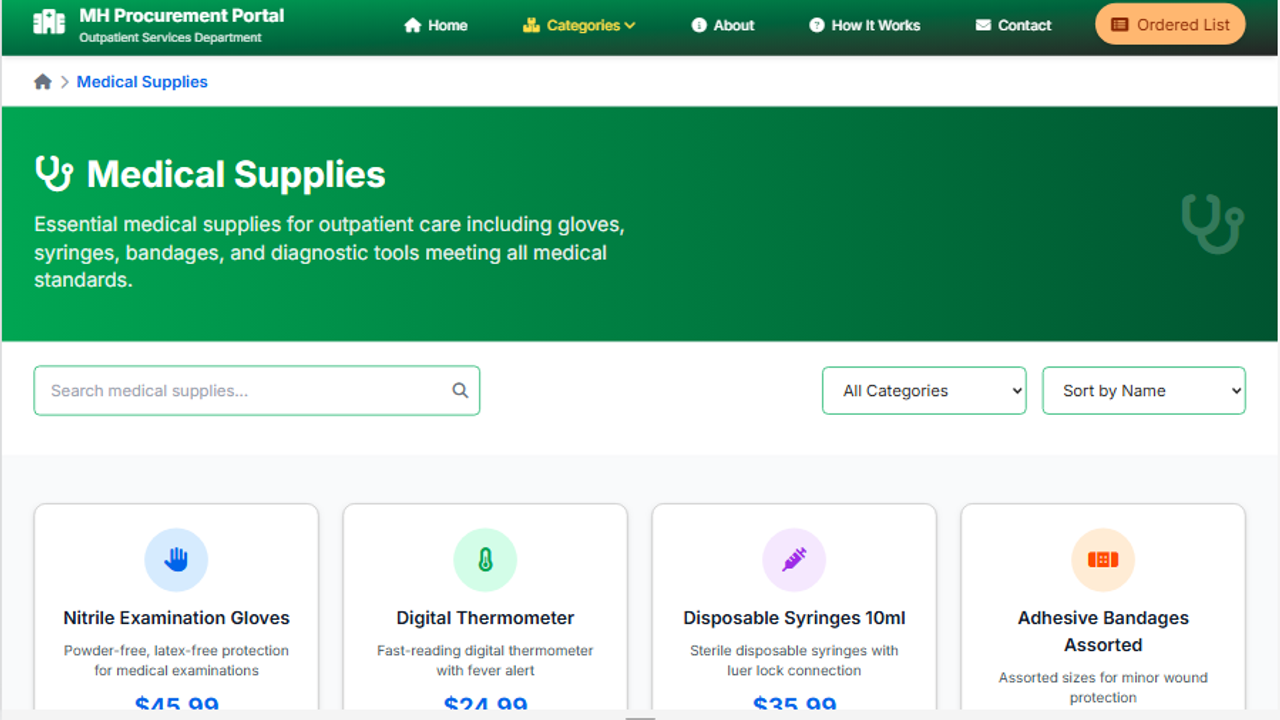 MH Procurement Portal
Outpatient Services Department
Home
Categories
About
How It Works
Contact
Ordered List
Medical Supplies
Medical Supplies
Essential medical supplies for outpatient care including gloves,
syringes, bandages, and diagnostic tools meeting all medical
standards.
Search medical supplies...
All Categories
Sort by Name
Nitrile Examination Gloves
Powder-free, latex-free protection
for medical examinations
$45.99
Digital Thermometer
Fast-reading digital thermometer
with fever alert
$24.99
Disposable Syringes 10ml
Sterile disposable syringes with
luer lock connection
$35.99
Adhesive Bandages
Assorted
Assorted sizes for minor wound
protection